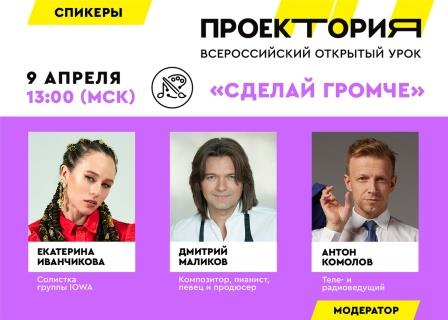 СПИКЕРЫ
ПРОЕКТОРИЯ
ВСЕРОССИЙСКИЙ ОТКРЫТЫЙ УРОК
9 АПРЕЛЯ
13:00 (МСК)
«СДЕЛАЙ ГРОМЧЕ»
ЕКАТЕРИНА
ИВАНЧИКОВА
Солистка
группы IOWA
ДМИТРИЙ
МАЛИКОВ
Композитор, пианист,
певец и продюсер
АНТОН
КОМОЛОВ
Теле- и
радиоведущий
МОДЕРАТОР